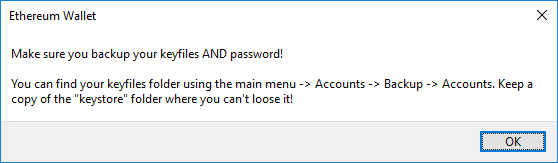 Ethereum Wallet
Make sure you backup your keyfiles AND password!
You can find your keyfiles folder using the main menu -> Accounts -> Backup -> Accounts. Keep a
copy of the "keystore" folder where you can't loose it!
OK